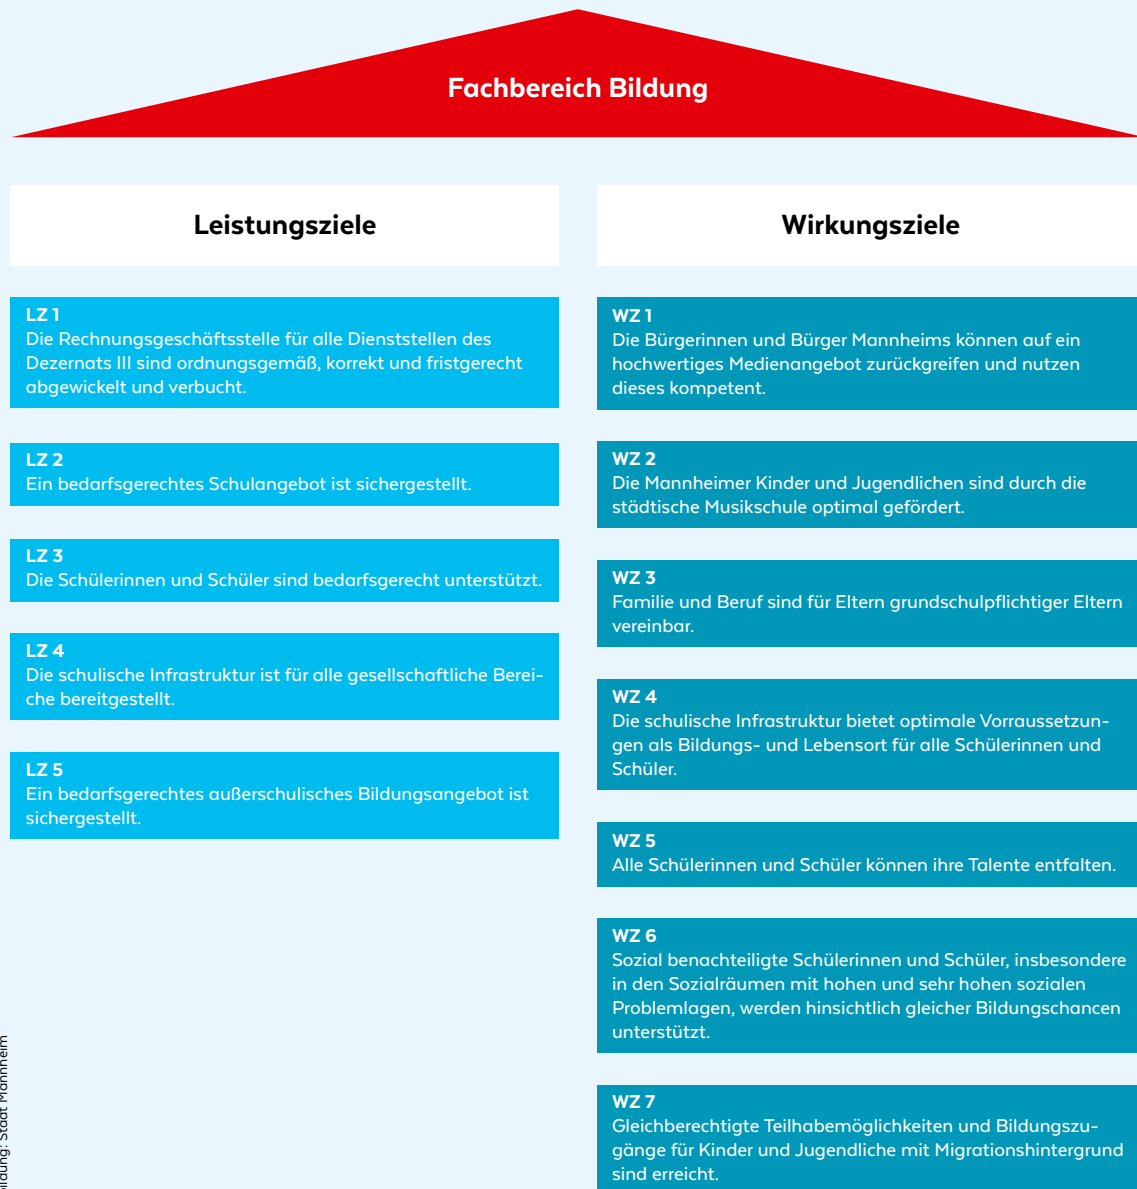 Fachbereich Bildung
Leistungsziele
LZ 1
Die Rechnungsgeschäftsstelle für alle Dienststellen des
Dezernats III sind ordnungsgemäß, korrekt und fristgerecht
abgewickelt und verbucht.
LZ 2
Ein bedarfsgerechtes Schulangebot ist sichergestellt.
LZ 3
Die Schülerinnen und Schüler sind bedarfsgerecht unterstützt.
LZ 4
Die schulische Infrastruktur ist für alle gesellschaftliche Berei-
che bereitgestellt.
LZ 5
Ein bedarfsgerechtes außerschulisches Bildungsangebot ist
sichergestellt.
Wirkungsziele
WZ 1
Die Bürgerinnen und Bürger Mannheims können auf ein
hochwertiges Medienangebot zurückgreifen und nutzen
dieses kompetent.
WZ 2
Die Mannheimer Kinder und Jugendlichen sind durch die
städtische Musikschule optimal gefördert.
WZ 3
Familie und Beruf sind für Eltern grundschulpflichtiger Eltern
vereinbar.
WZ 4
Die schulische Infrastruktur bietet optimale Vorraussetzun-
gen als Bildungs- und Lebensort für alle Schülerinnen und
Schüler.
WZ 5
Alle Schülerinnen und Schüler können ihre Talente entfalten.
WZ 6
Sozial benachteiligte Schülerinnen und Schüler, insbesondere
in den Sozialräumen mit hohen und sehr hohen sozialen
Problemlagen, werden hinsichtlich gleicher Bildungschancen
unterstützt.
WZ 7
Gleichberechtigte Teilhabemöglichkeiten und Bildungszu-
gänge für Kinder und Jugendliche mit Migrationshintergrund
sind erreicht.
Stadt Mannheim